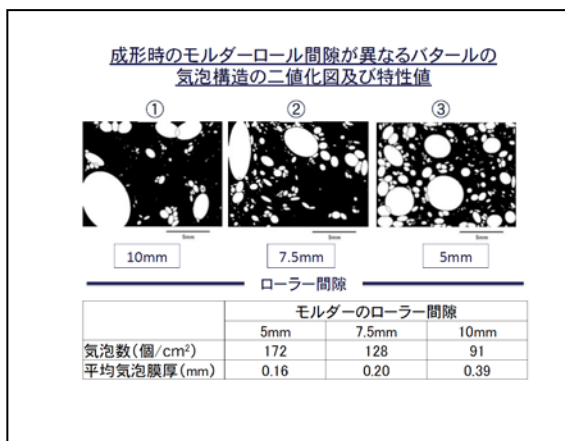 成形時のモルダーロール間隙が異なるバタールの
気泡構造の二値化図及び特性値
① ② ③
5mm 5mm 5mm
10mm 7.5mm 5mm
ローラー間隙
モルダーのローラー間隙
5mm 7.5mm 10mm
気泡数(個/cm²) 172 128 91
平均気泡膜厚(mm) 0.16 0.20 0.39